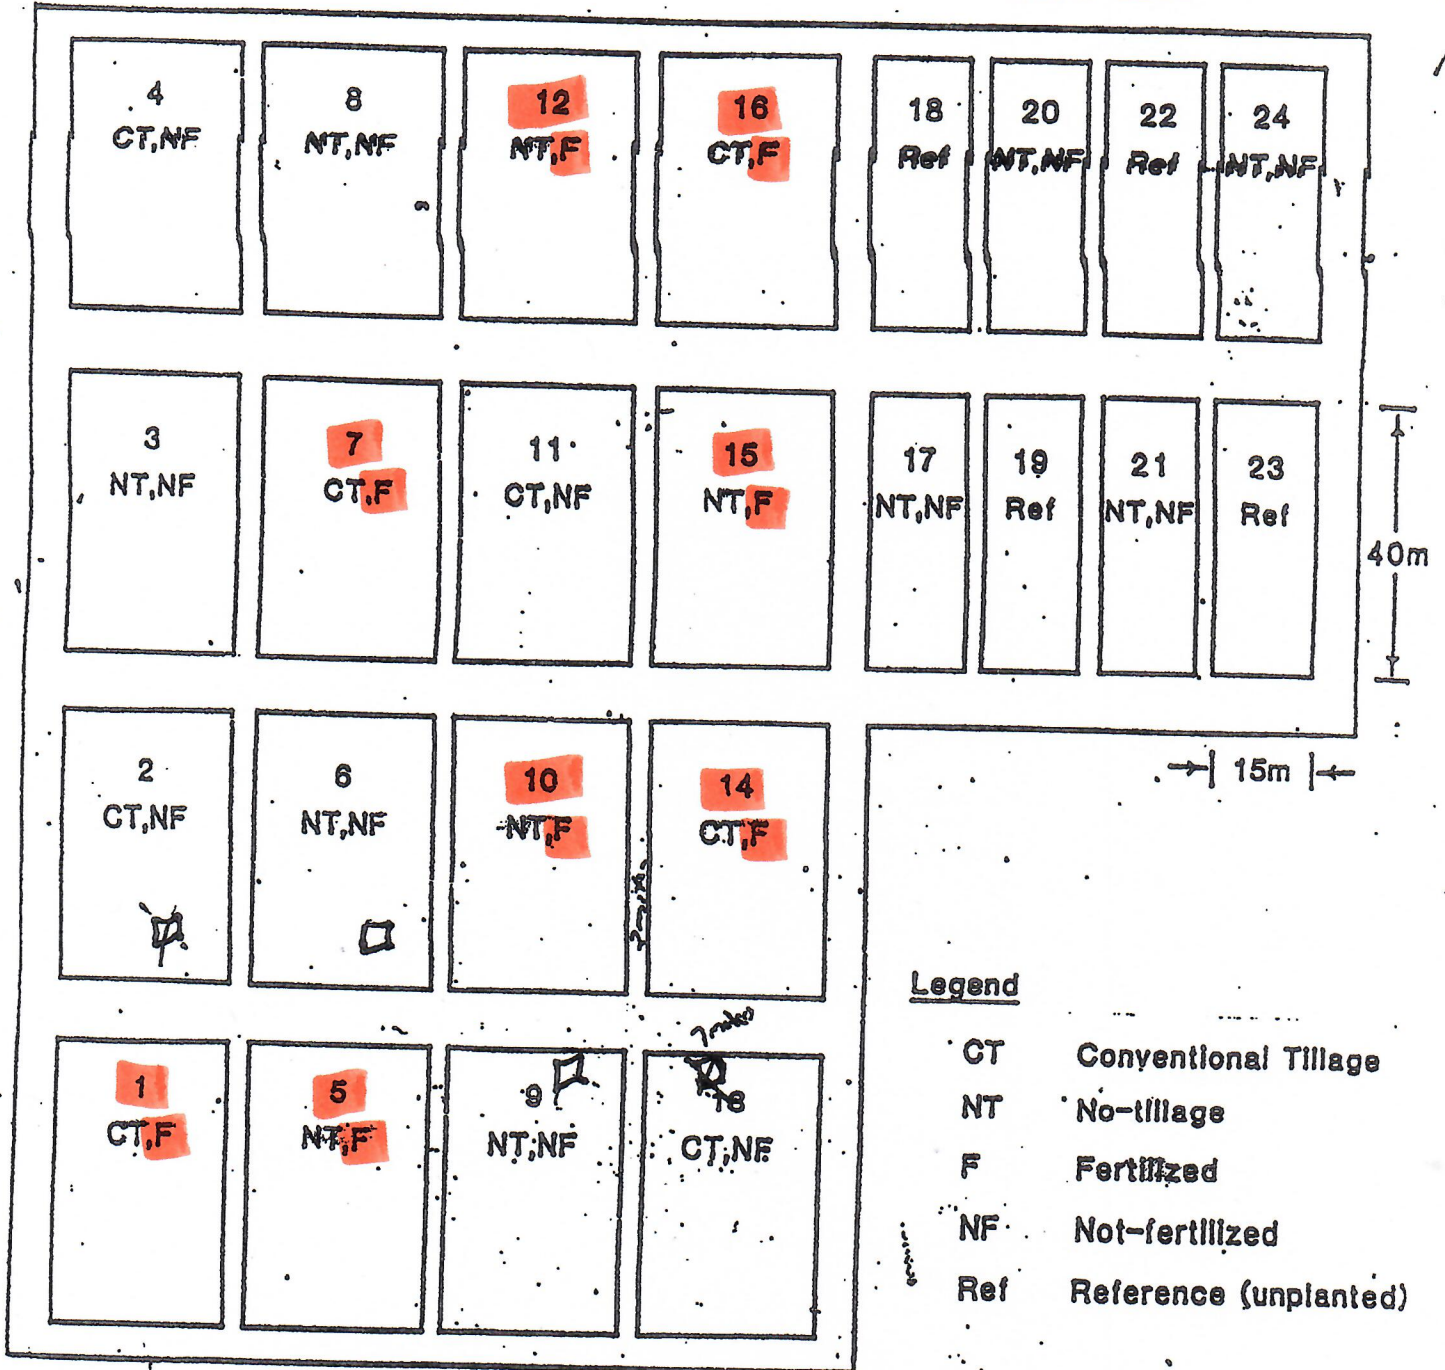 4
CT,NF
8
NT,NF
12
NT,F
16
CT,F
18
Ref
20
NT,NF
22
Ref
24
NT,NF
3
NT,NF
7
CT,F
11
CT,NF
15
NT,F
17
NT,NF
19
Ref
21
NT,NF
23
Ref
40m
2
CT,NF
6
NT,NF
10
NT,F
14
CT,F
15m
1
CT,F
5
NT,F
9
NT,NF
13
CT,NF
Legend
CT Conventional Tillage
NT No-tillage
F Fertilized
NF Not-fertilized
Ref Reference (unplanted)